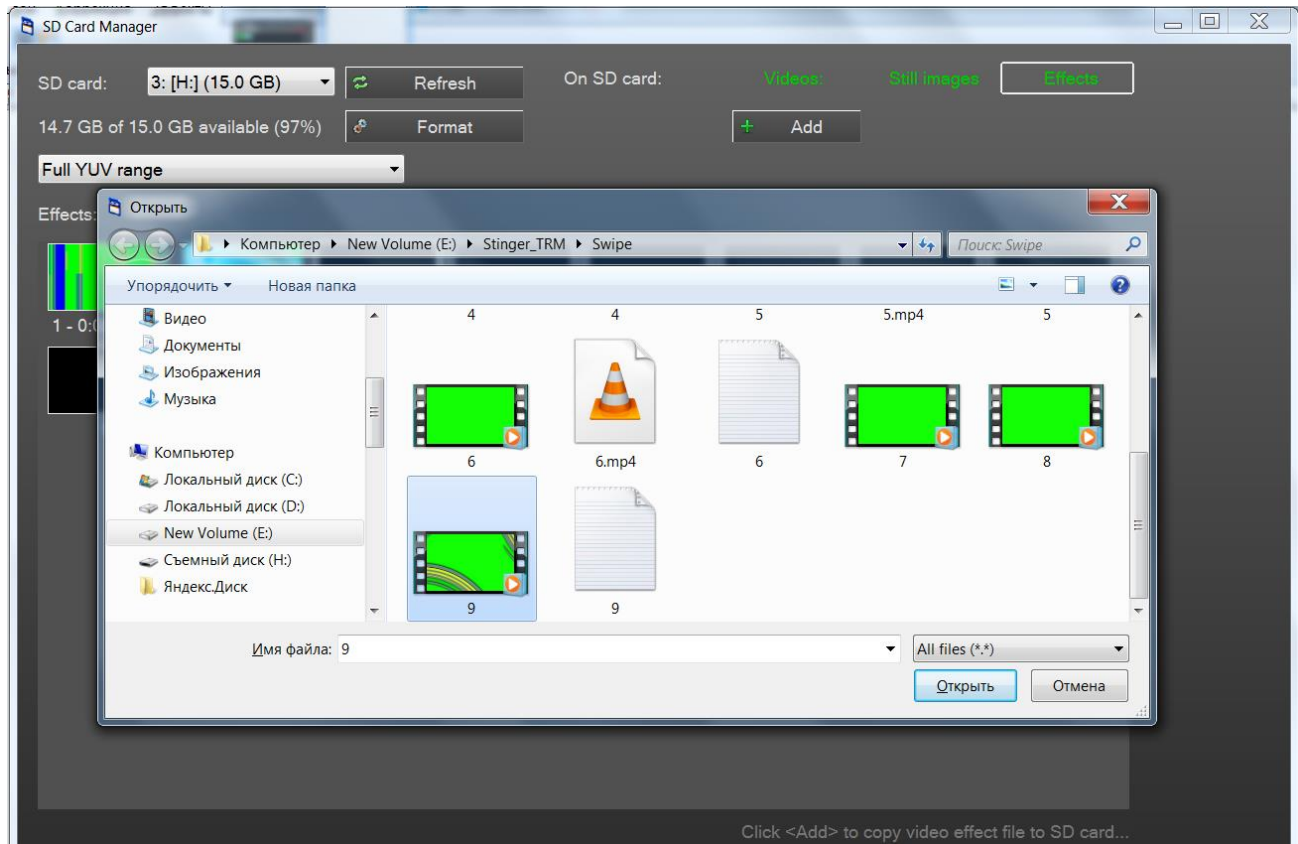 SD Card Manager
SD card: 3: [H:] (15.0 GB) Refresh On SD card: Videos: Still images Effects
14.7 GB of 15.0 GB available (97%) Format + Add
Full YUV range
Effects:
Открыть
Компьютер New Volume (E:) Stinger_TRM Swipe Поиск: Swipe
Упорядочить Новая папка
1 - 0:0
Видео
Документы
Изображения
Музыка
Компьютер
Локальный диск (C:)
Локальный диск (D:)
New Volume (E:)
Съемный диск (H:)
Яндекс.Диск
4 4 5 5.mp4 5
6 6.mp4 6 7 8
9 9
Имя файла: 9 All files (*.*)
Открыть Отмена
Click <Add> to copy video effect file to SD card...